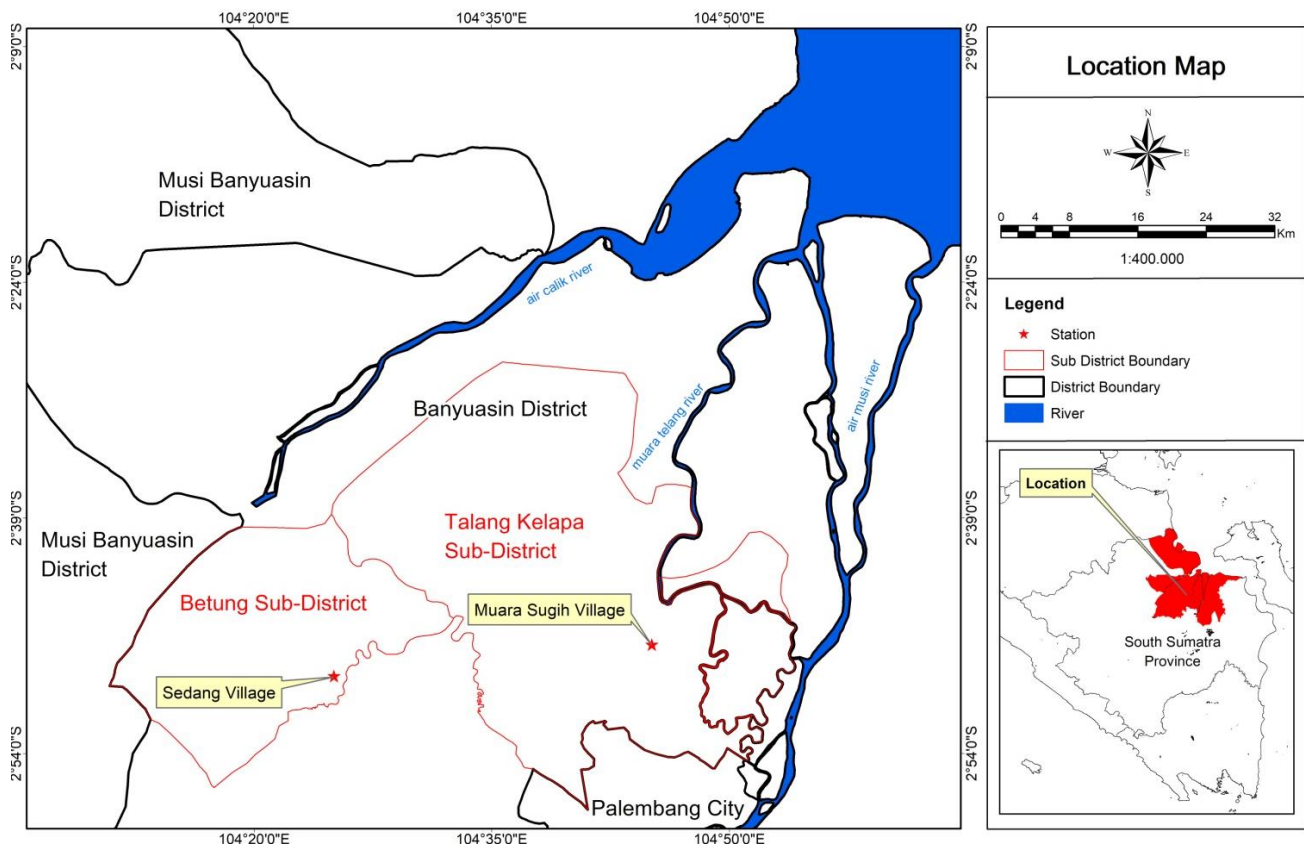 104°20'0"E
104°35'0"E
104°50'0"E
2°9'0"S
2°9'0"S
Musi Banyuasin
District
air calik river
2°24'0"S
2°24'0"S
Banyuasin District
muara telang river
air musi river
2°39'0"S
2°39'0"S
Musi Banyuasin
District
Talang Kelapa
Sub-District
Betung Sub-District
Muara Sugih Village
Sedang Village
2°54'0"S
2°54'0"S
Palembang City
104°20'0"E
104°35'0"E
104°50'0"E
Location Map
N
W
E
S
0 4 8 16 24 32
Km
1:400.000
Legend
Station
Sub District Boundary
District Boundary
River
Location
South Sumatra
Province